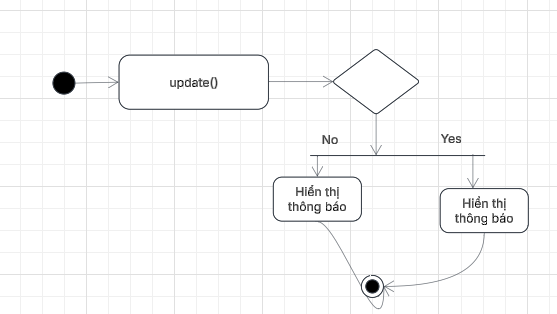 update()
No
Yes
Hiển thị
thông báo
Hiển thị
thông báo